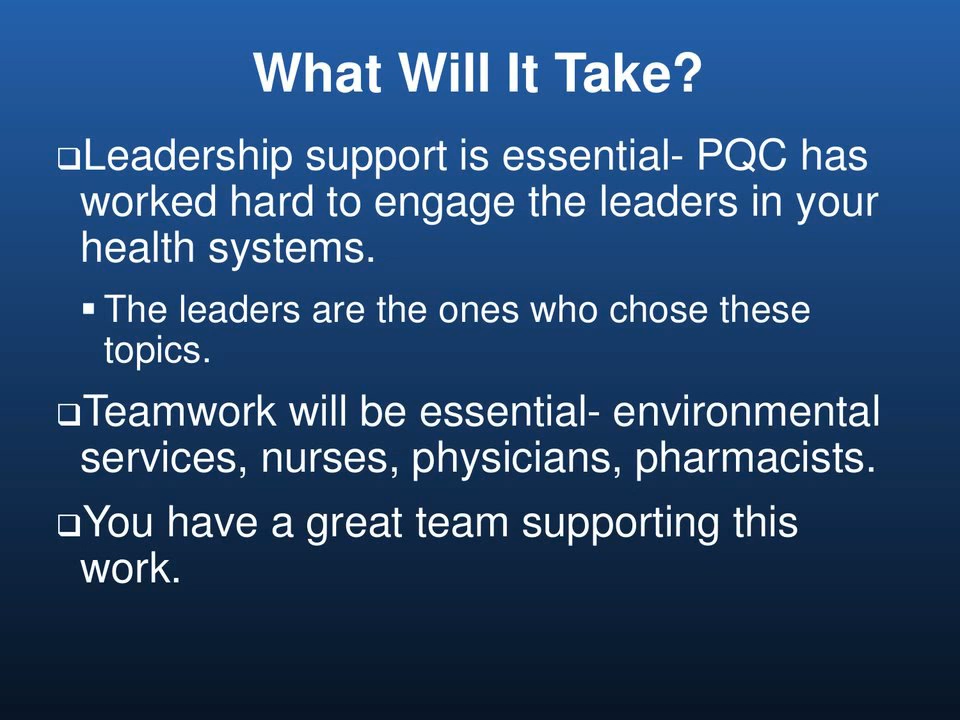 What Will It Take?
❑Leadership support is essential- PQC has
worked hard to engage the leaders in your
health systems.
▪ The leaders are the ones who chose these
topics.
❑Teamwork will be essential- environmental
services, nurses, physicians, pharmacists.
❑You have a great team supporting this
work.